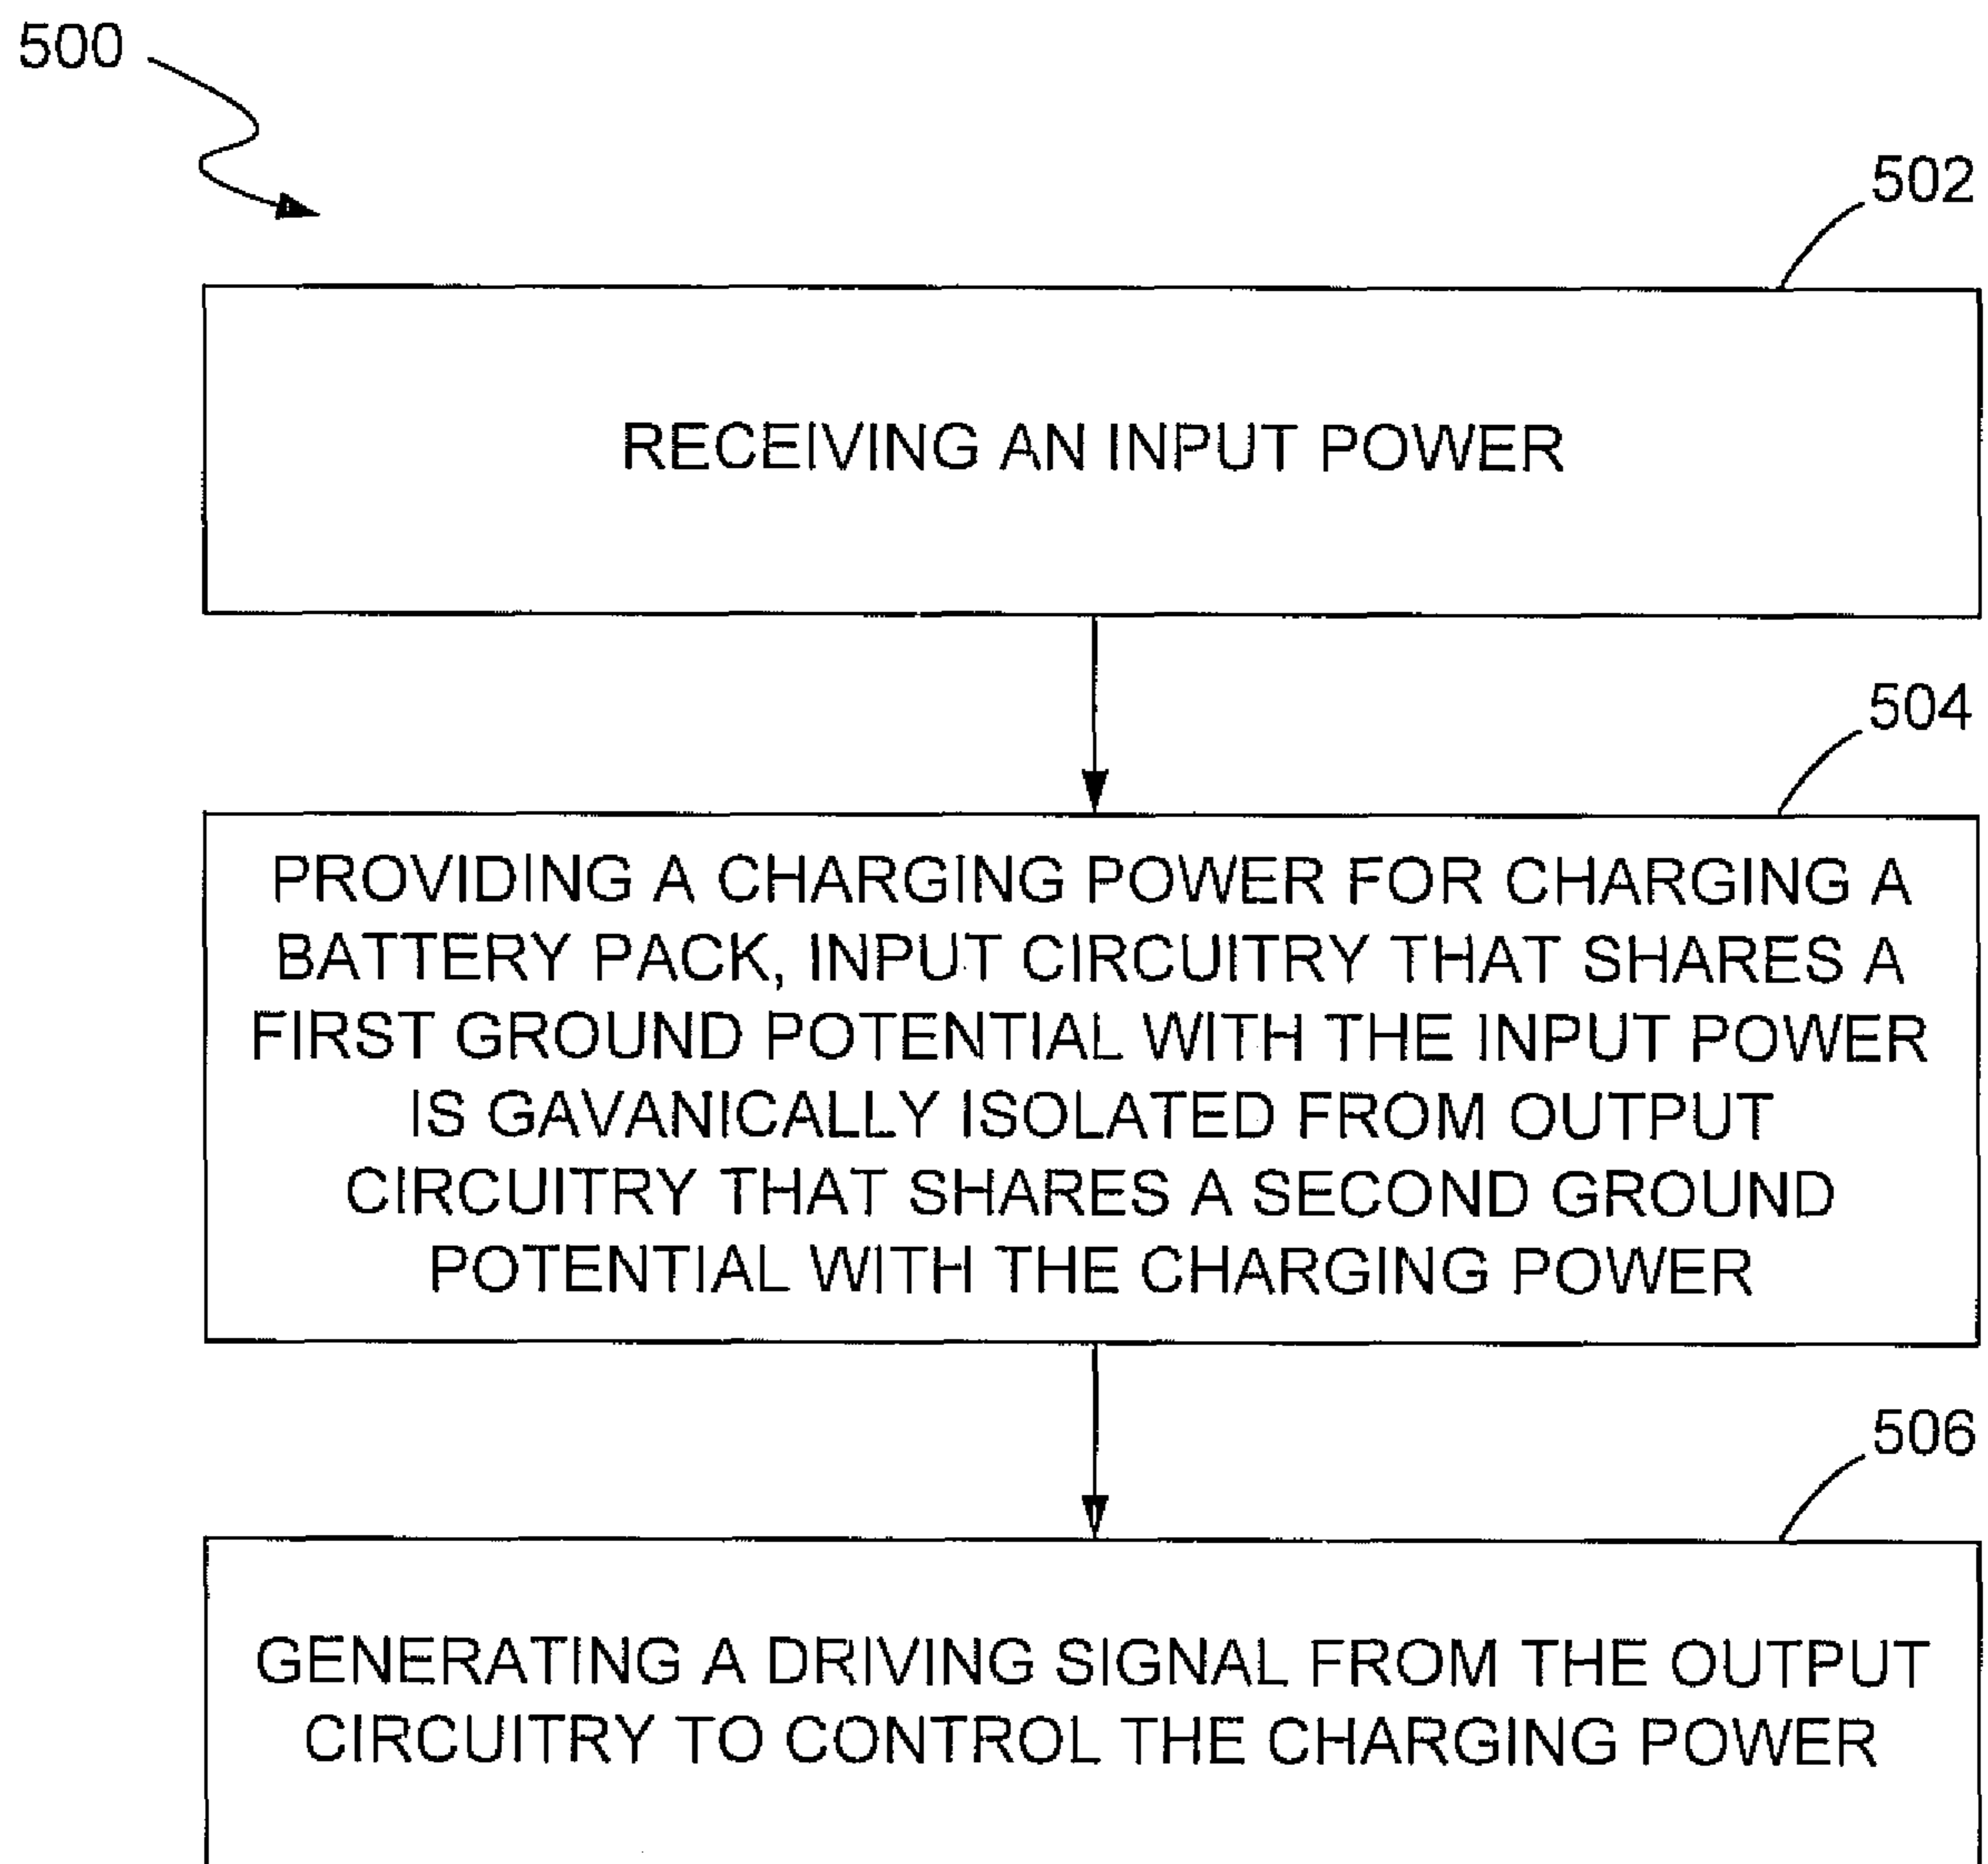 500
502
RECEIVING AN INPUT POWER
504
PROVIDING A CHARGING POWER FOR CHARGING A
BATTERY PACK, INPUT CIRCUITRY THAT SHARES A
FIRST GROUND POTENTIAL WITH THE INPUT POWER
IS GAVANICALLY ISOLATED FROM OUTPUT
CIRCUITRY THAT SHARES A SECOND GROUND
POTENTIAL WITH THE CHARGING POWER
506
GENERATING A DRIVING SIGNAL FROM THE OUTPUT
CIRCUITRY TO CONTROL THE CHARGING POWER